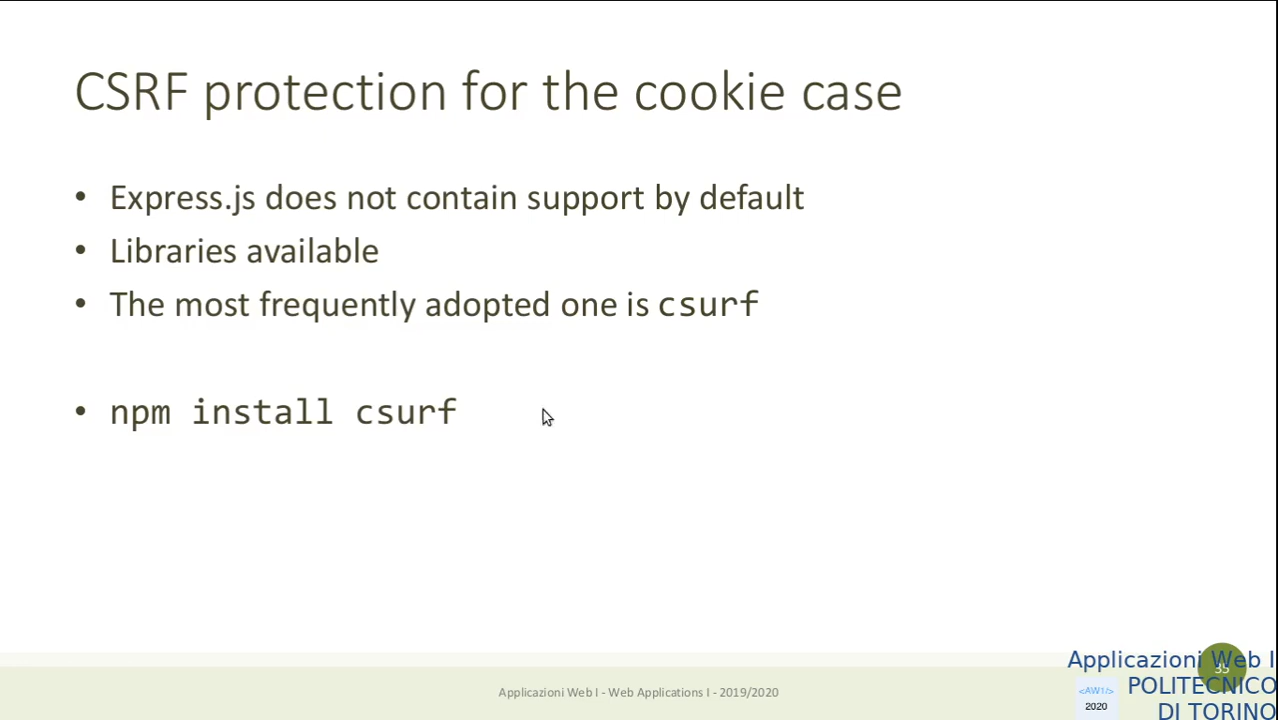 CSRF protection for the cookie case
• Express.js does not contain support by default
• Libraries available
• The most frequently adopted one is csurf
• npm install csurf
Applicazioni Web I - Web Applications I - 2019/2020
Applicazioni Web I
POLITECNICO
DI TORINO
<AW1/>
2020